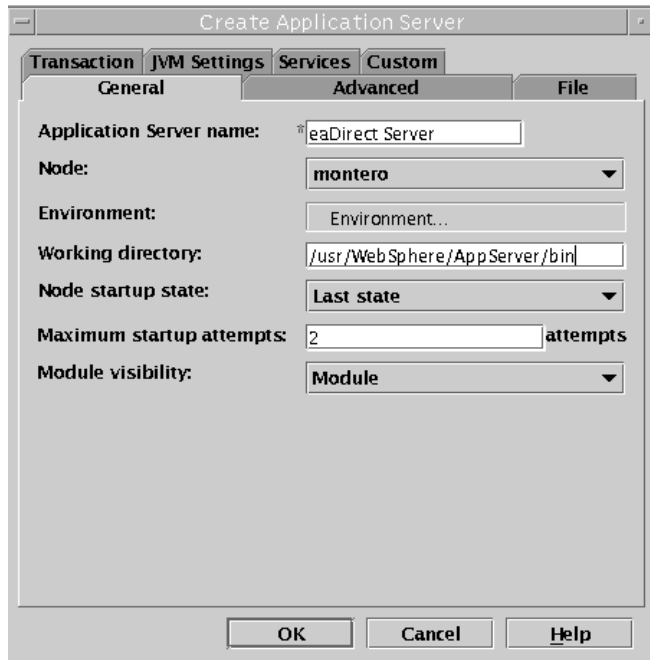 Create Application Server
Transaction JVM Settings Services Custom
General Advanced File
Application Server name: *eaDirect Server
Node: montero
Environment: Environment...
Working directory: /usr/WebSphere/AppServer/bin
Node startup state: Last state
Maximum startup attempts: 2 attempts
Module visibility: Module
OK Cancel Help